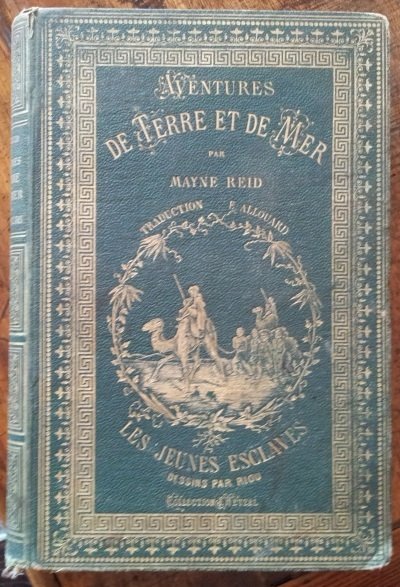 AVENTURES
DE TERRE ET DE MER
PAR
MAYNE REID
TRADUCTION E ALLOUARD
LES JEUNES ESCLAVES
DESSINS PAR RIOU
COLLECTION HETZEL